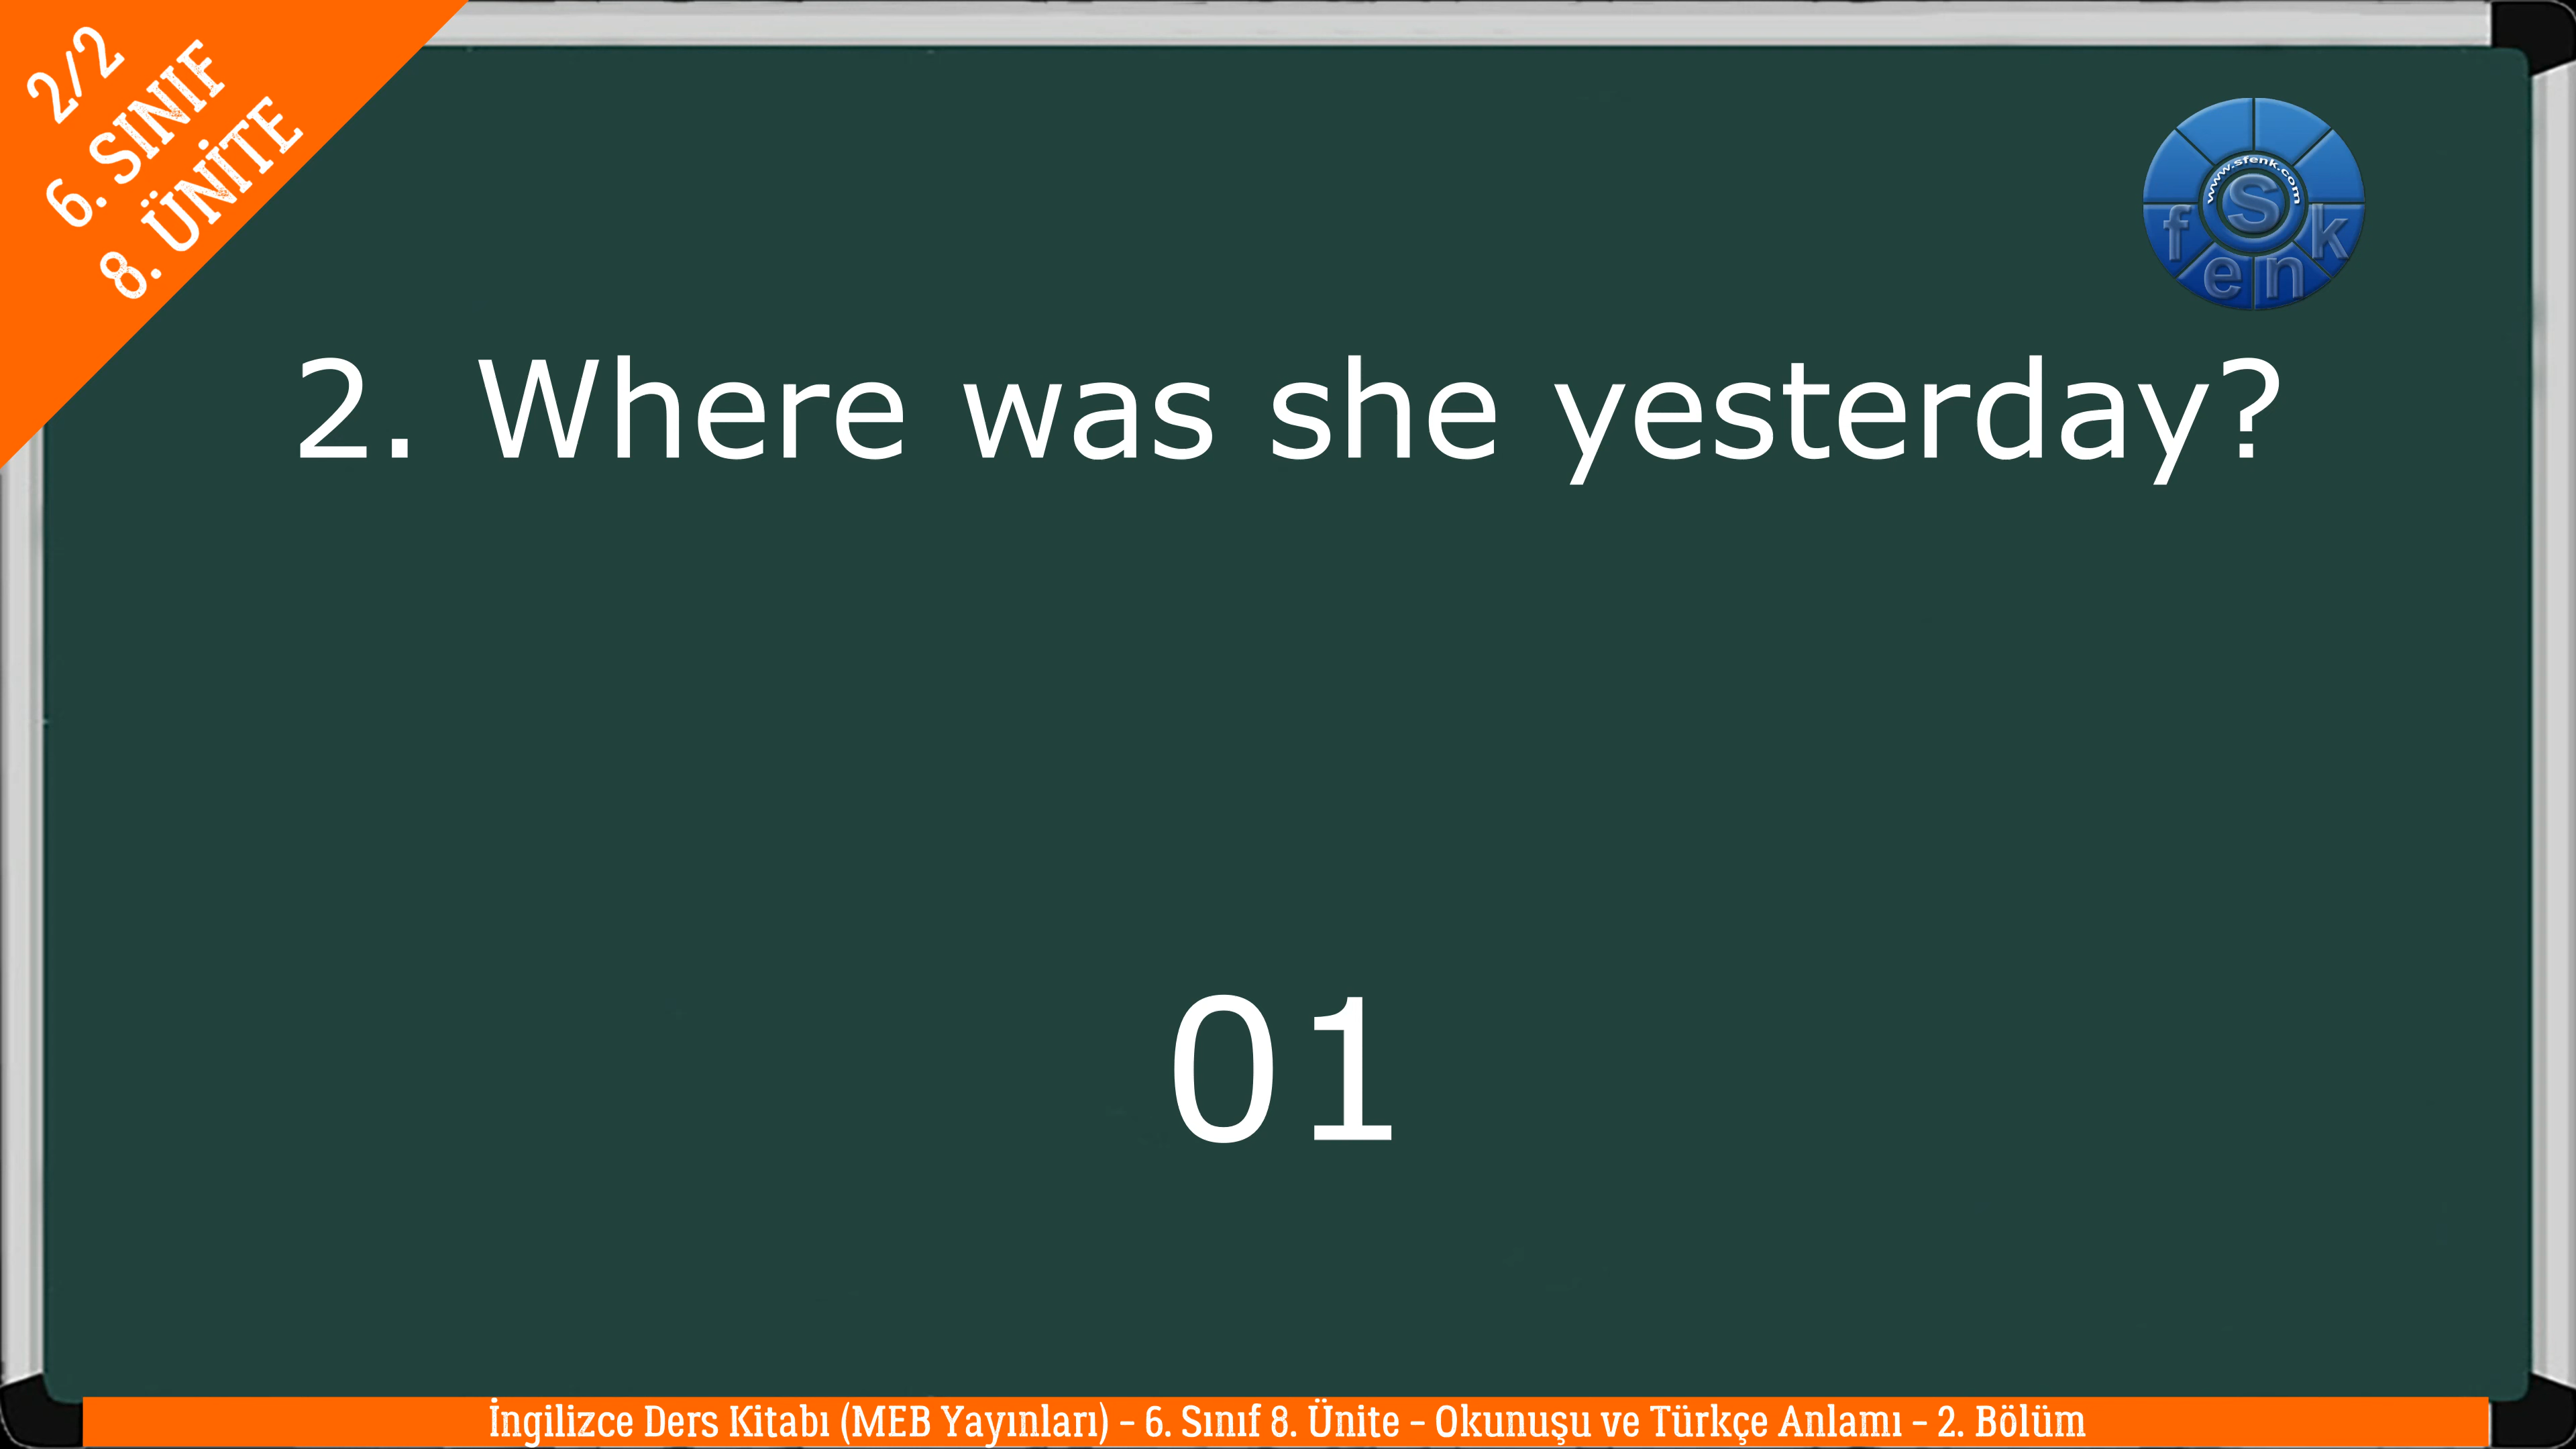 2/2
6. SINIF
8. ÜNİTE
www.sfenk.com
S
f e n k
2. Where was she yesterday?
01
İngilizce Ders Kitabı (MEB Yayınları) – 6. Sınıf 8. Ünite – Okunuşu ve Türkçe Anlamı – 2. Bölüm